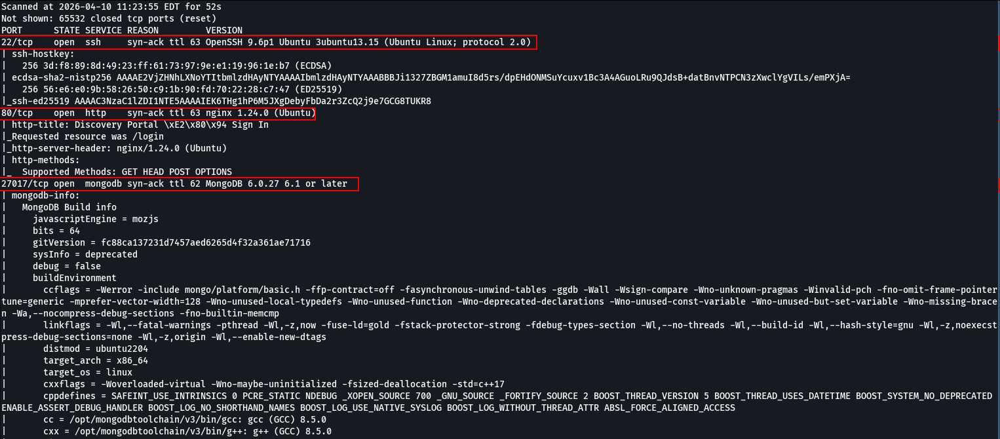 Scanned at 2026-04-10 11:23:55 EDT for 52s
Not shown: 65532 closed tcp ports (reset)
PORT      STATE SERVICE REASON         VERSION
22/tcp    open  ssh     syn-ack ttl 63 OpenSSH 9.6p1 Ubuntu 3ubuntu13.15 (Ubuntu Linux; protocol 2.0)
| ssh-hostkey:
|   256 3d:f8:89:8d:49:23:ff:61:73:97:9e:e1:19:96:1e:b7 (ECDSA)
| ecdsa-sha2-nistp256 AAAAE2VjZHNhLXNoYTItbmlzdHAyNTYAAAAIbmlzdHAyNTYAAABBBJi1327ZBGM1amuI8d5rs/dpEHdONMSuYcuxv1Bc3A4AGuoLRu9QJdsB+datBnvNTPCN3zXwclYgVILs/emPXjA=
|   256 56:e6:e0:9b:58:26:50:c9:1b:90:fd:70:22:28:c7:47 (ED25519)
|_ssh-ed25519 AAAAC3NzaC1lZDI1NTE5AAAAIEK6THg1hP6M5JXgDebyFbDa2r3ZcQ2j9e7GCG8TUKR8
80/tcp    open  http    syn-ack ttl 63 nginx 1.24.0 (Ubuntu)
| http-title: Discovery Portal \xE2\x80\x94 Sign In
|_Requested resource was /login
|_http-server-header: nginx/1.24.0 (Ubuntu)
| http-methods:
|_  Supported Methods: GET HEAD POST OPTIONS
27017/tcp open  mongodb syn-ack ttl 62 MongoDB 6.0.27 6.1 or later
| mongodb-info:
|   MongoDB Build info
|     javascriptEngine = mozjs
|     bits = 64
|     gitVersion = fc88ca137231d7457aed6265d4f32a361ae71716
|     sysInfo = deprecated
|     debug = false
|     buildEnvironment
|       ccflags = -Werror -include mongo/platform/basic.h -ffp-contract=off -fasynchronous-unwind-tables -ggdb -Wall -Wsign-compare -Wno-unknown-pragmas -Winvalid-pch -fno-omit-frame-pointer
tune=generic -mprefer-vector-width=128 -Wno-unused-local-typedefs -Wno-unused-function -Wno-deprecated-declarations -Wno-unused-const-variable -Wno-unused-but-set-variable -Wno-missing-brace
n -Wa,--nocompress-debug-sections -fno-builtin-memcmp
|       linkflags = -Wl,--fatal-warnings -pthread -Wl,-z,now -fuse-ld=gold -fstack-protector-strong -fdebug-types-section -Wl,--no-threads -Wl,--build-id -Wl,--hash-style=gnu -Wl,-z,noexecst
press-debug-sections=none -Wl,-z,origin -Wl,--enable-new-dtags
|       distmod = ubuntu2204
|       target_arch = x86_64
|       target_os = linux
|       cxxflags = -Woverloaded-virtual -Wno-maybe-uninitialized -fsized-deallocation -std=c++17
|       cppdefines = SAFEINT_USE_INTRINSICS 0 PCRE_STATIC NDEBUG _XOPEN_SOURCE 700 _GNU_SOURCE _FORTIFY_SOURCE 2 BOOST_THREAD_VERSION 5 BOOST_THREAD_USES_DATETIME BOOST_SYSTEM_NO_DEPRECATED
ENABLE_ASSERT_DEBUG_HANDLER BOOST_LOG_NO_SHORTHAND_NAMES BOOST_LOG_USE_NATIVE_SYSLOG BOOST_LOG_WITHOUT_THREAD_ATTR ABSL_FORCE_ALIGNED_ACCESS
|       cc = /opt/mongodbtoolchain/v3/bin/gcc: gcc (GCC) 8.5.0
|       cxx = /opt/mongodbtoolchain/v3/bin/g++: g++ (GCC) 8.5.0